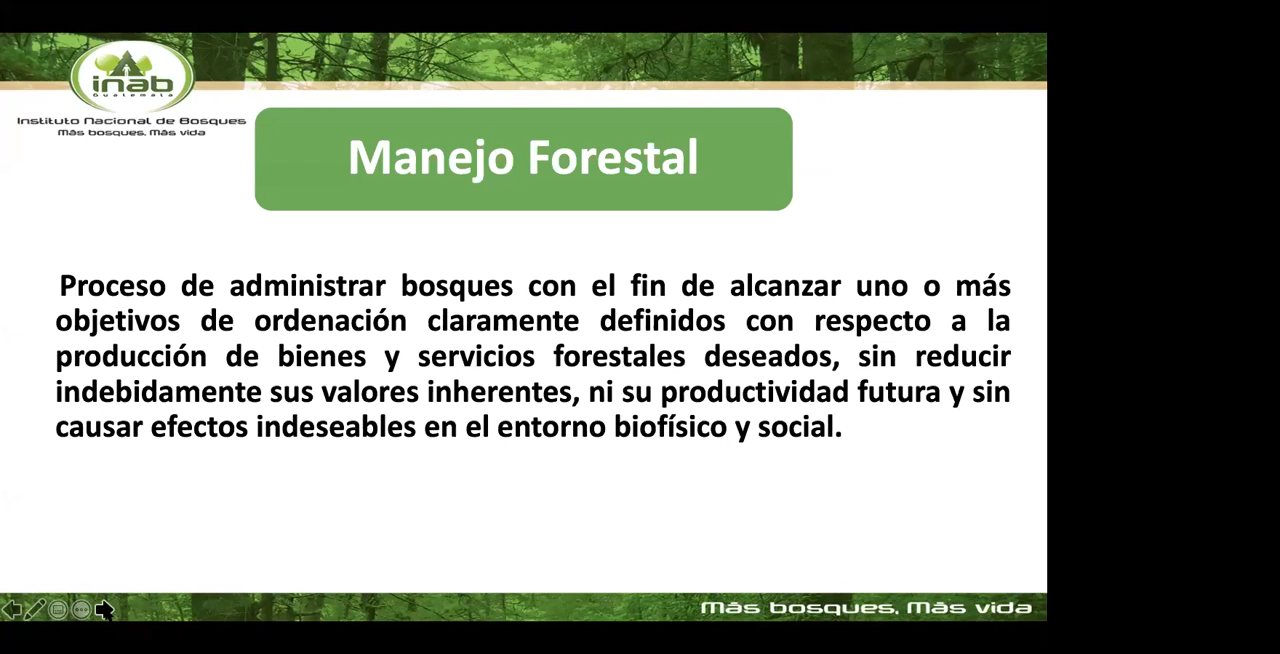 inab
Guatemala
Instituto Nacional de Bosques
Más bosques, Más vida
Manejo Forestal
Proceso de administrar bosques con el fin de alcanzar uno o más
objetivos de ordenación claramente definidos con respecto a la
producción de bienes y servicios forestales deseados, sin reducir
indebidamente sus valores inherentes, ni su productividad futura y sin
causar efectos indeseables en el entorno biofísico y social.
Más bosques, Más vida